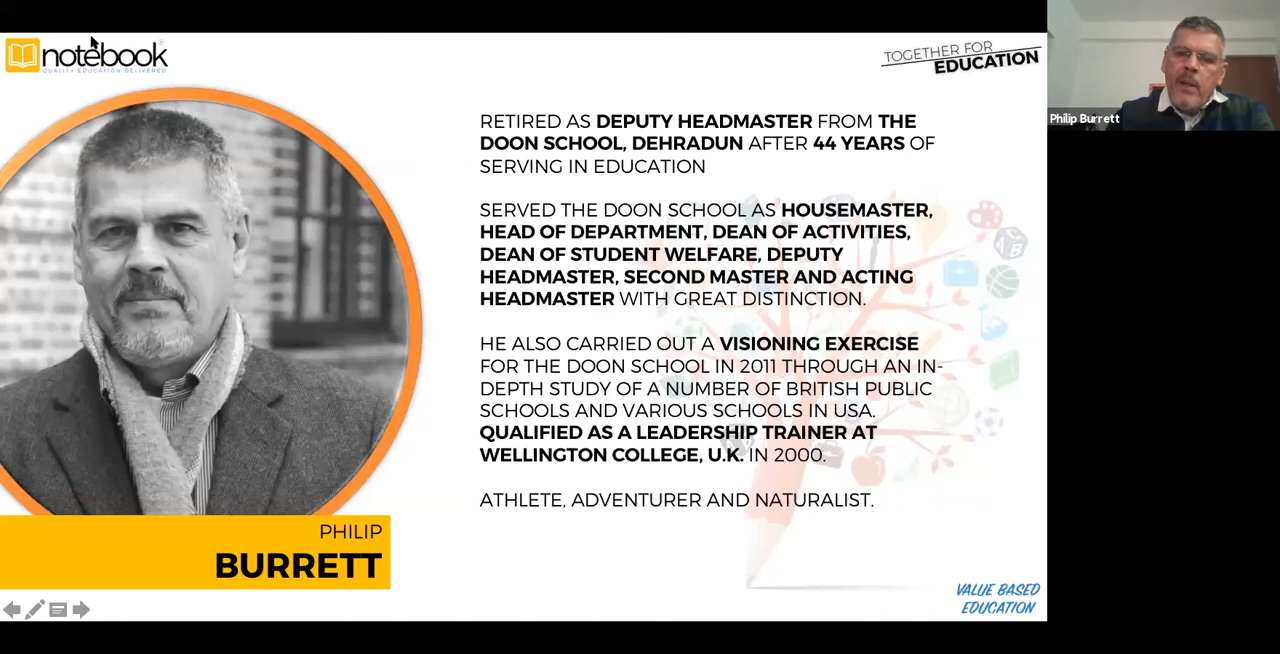 notebook
QUALITY EDUCATION DELIVERED
TOGETHER FOR
EDUCATION
Philip Burrett
RETIRED AS DEPUTY HEADMASTER FROM THE
DOON SCHOOL, DEHRADUN AFTER 44 YEARS OF
SERVING IN EDUCATION
SERVED THE DOON SCHOOL AS HOUSEMASTER,
HEAD OF DEPARTMENT, DEAN OF ACTIVITIES,
DEAN OF STUDENT WELFARE, DEPUTY
HEADMASTER, SECOND MASTER AND ACTING
HEADMASTER WITH GREAT DISTINCTION.
HE ALSO CARRIED OUT A VISIONING EXERCISE
FOR THE DOON SCHOOL IN 2011 THROUGH AN IN-
DEPTH STUDY OF A NUMBER OF BRITISH PUBLIC
SCHOOLS AND VARIOUS SCHOOLS IN USA.
QUALIFIED AS A LEADERSHIP TRAINER AT
WELLINGTON COLLEGE, U.K. IN 2000.
ATHLETE, ADVENTURER AND NATURALIST.
PHILIP
BURRETT
VALUE BASED
EDUCATION